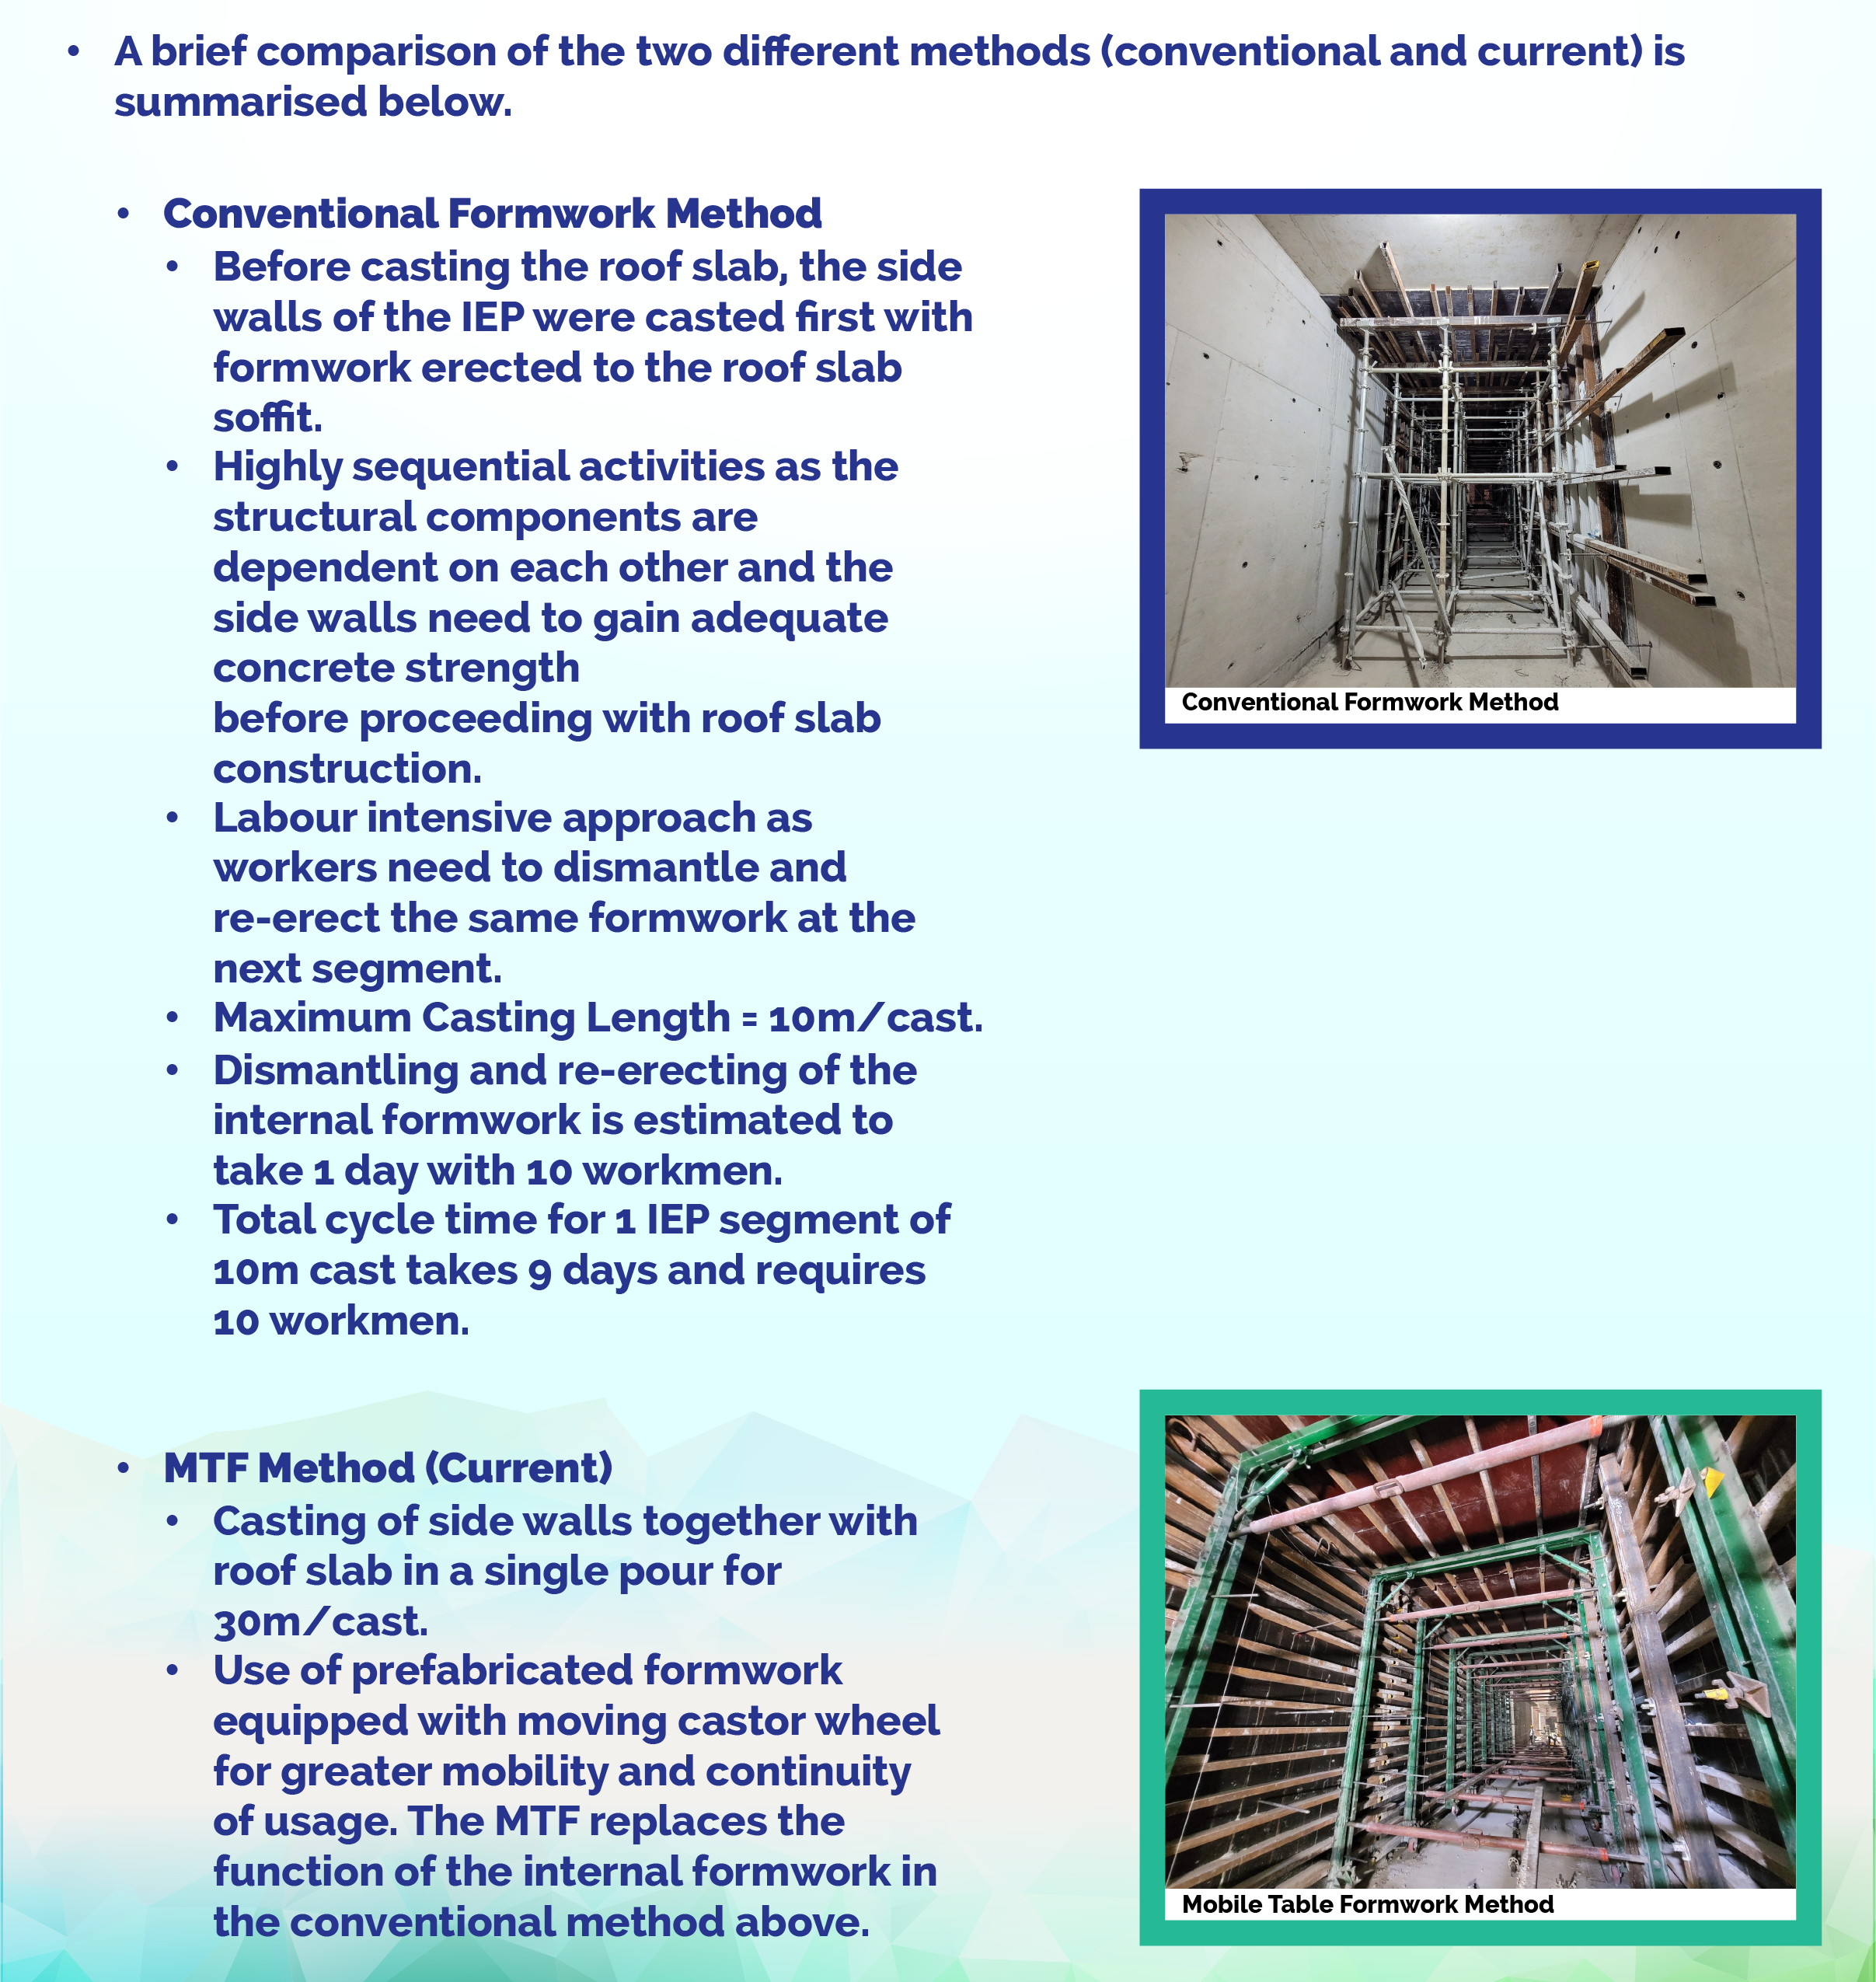 • A brief comparison of the two different methods (conventional and current) is
summarised below.
• Conventional Formwork Method
• Before casting the roof slab, the side
walls of the IEP were casted first with
formwork erected to the roof slab
soffit.
• Highly sequential activities as the
structural components are
dependent on each other and the
side walls need to gain adequate
concrete strength
before proceeding with roof slab
construction.
• Labour intensive approach as
workers need to dismantle and
re-erect the same formwork at the
next segment.
• Maximum Casting Length = 10m/cast.
• Dismantling and re-erecting of the
internal formwork is estimated to
take 1 day with 10 workmen.
• Total cycle time for 1 IEP segment of
10m cast takes 9 days and requires
10 workmen.
Conventional Formwork Method
• MTF Method (Current)
• Casting of side walls together with
roof slab in a single pour for
30m/cast.
• Use of prefabricated formwork
equipped with moving castor wheel
for greater mobility and continuity
of usage. The MTF replaces the
function of the internal formwork in
the conventional method above.
Mobile Table Formwork Method